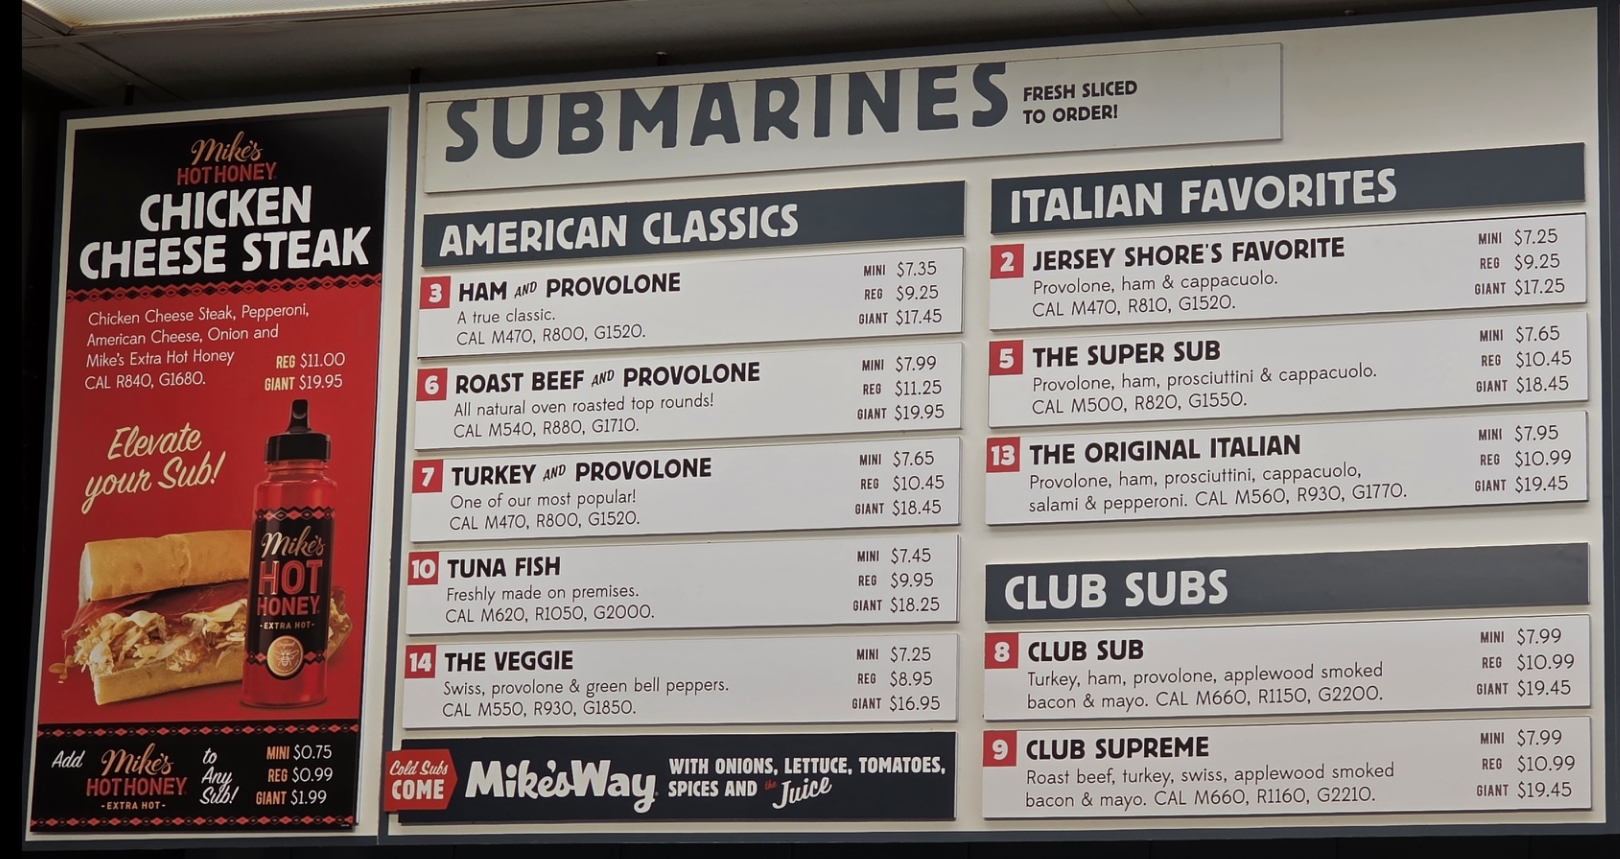 Mike's
HOT HONEY
CHICKEN
CHEESE STEAK
Chicken Cheese Steak, Pepperoni,
American Cheese, Onion and
Mike's Extra Hot Honey
CAL R840, G1680.
REG $11.00
GIANT $19.95
Elevate
your Sub!
Mike's
HOT
HONEY
-EXTRA HOT-
Add Mike's HOT HONEY -EXTRA HOT- to Any Sub!
MINI $0.75
REG $0.99
GIANT $1.99
SUBMARINES
FRESH SLICED
TO ORDER!
AMERICAN CLASSICS
3 HAM AND PROVOLONE
A true classic.
CAL M470, R800, G1520.
MINI $7.35
REG $9.25
GIANT $17.45
6 ROAST BEEF AND PROVOLONE
All natural oven roasted top rounds!
CAL M540, R880, G1710.
MINI $7.99
REG $11.25
GIANT $19.95
7 TURKEY AND PROVOLONE
One of our most popular!
CAL M470, R800, G1520.
MINI $7.65
REG $10.45
GIANT $18.45
10 TUNA FISH
Freshly made on premises.
CAL M620, R1050, G2000.
MINI $7.45
REG $9.95
GIANT $18.25
14 THE VEGGIE
Swiss, provolone & green bell peppers.
CAL M550, R930, G1850.
MINI $7.25
REG $8.95
GIANT $16.95
Cold Subs
COME
Mike's Way
WITH ONIONS, LETTUCE, TOMATOES,
SPICES AND the Juice
ITALIAN FAVORITES
2 JERSEY SHORE'S FAVORITE
Provolone, ham & cappacuolo.
CAL M470, R810, G1520.
MINI $7.25
REG $9.25
GIANT $17.25
5 THE SUPER SUB
Provolone, ham, prosciuttini & cappacuolo.
CAL M500, R820, G1550.
MINI $7.65
REG $10.45
GIANT $18.45
13 THE ORIGINAL ITALIAN
Provolone, ham, prosciuttini, cappacuolo,
salami & pepperoni. CAL M560, R930, G1770.
MINI $7.95
REG $10.99
GIANT $19.45
CLUB SUBS
8 CLUB SUB
Turkey, ham, provolone, applewood smoked
bacon & mayo. CAL M660, R1150, G2200.
MINI $7.99
REG $10.99
GIANT $19.45
9 CLUB SUPREME
Roast beef, turkey, swiss, applewood smoked
bacon & mayo. CAL M660, R1160, G2210.
MINI $7.99
REG $10.99
GIANT $19.45